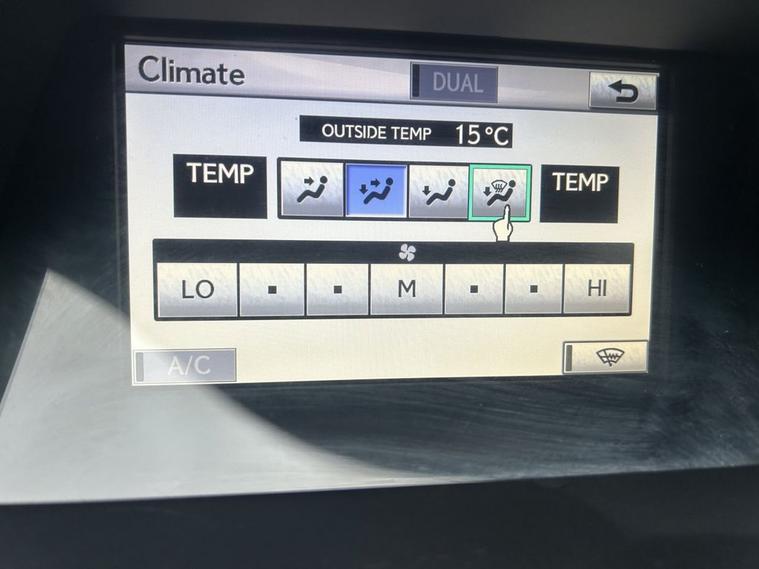 Climate
DUAL
OUTSIDE TEMP 15°C
TEMP
TEMP
LO
M
HI
A/C